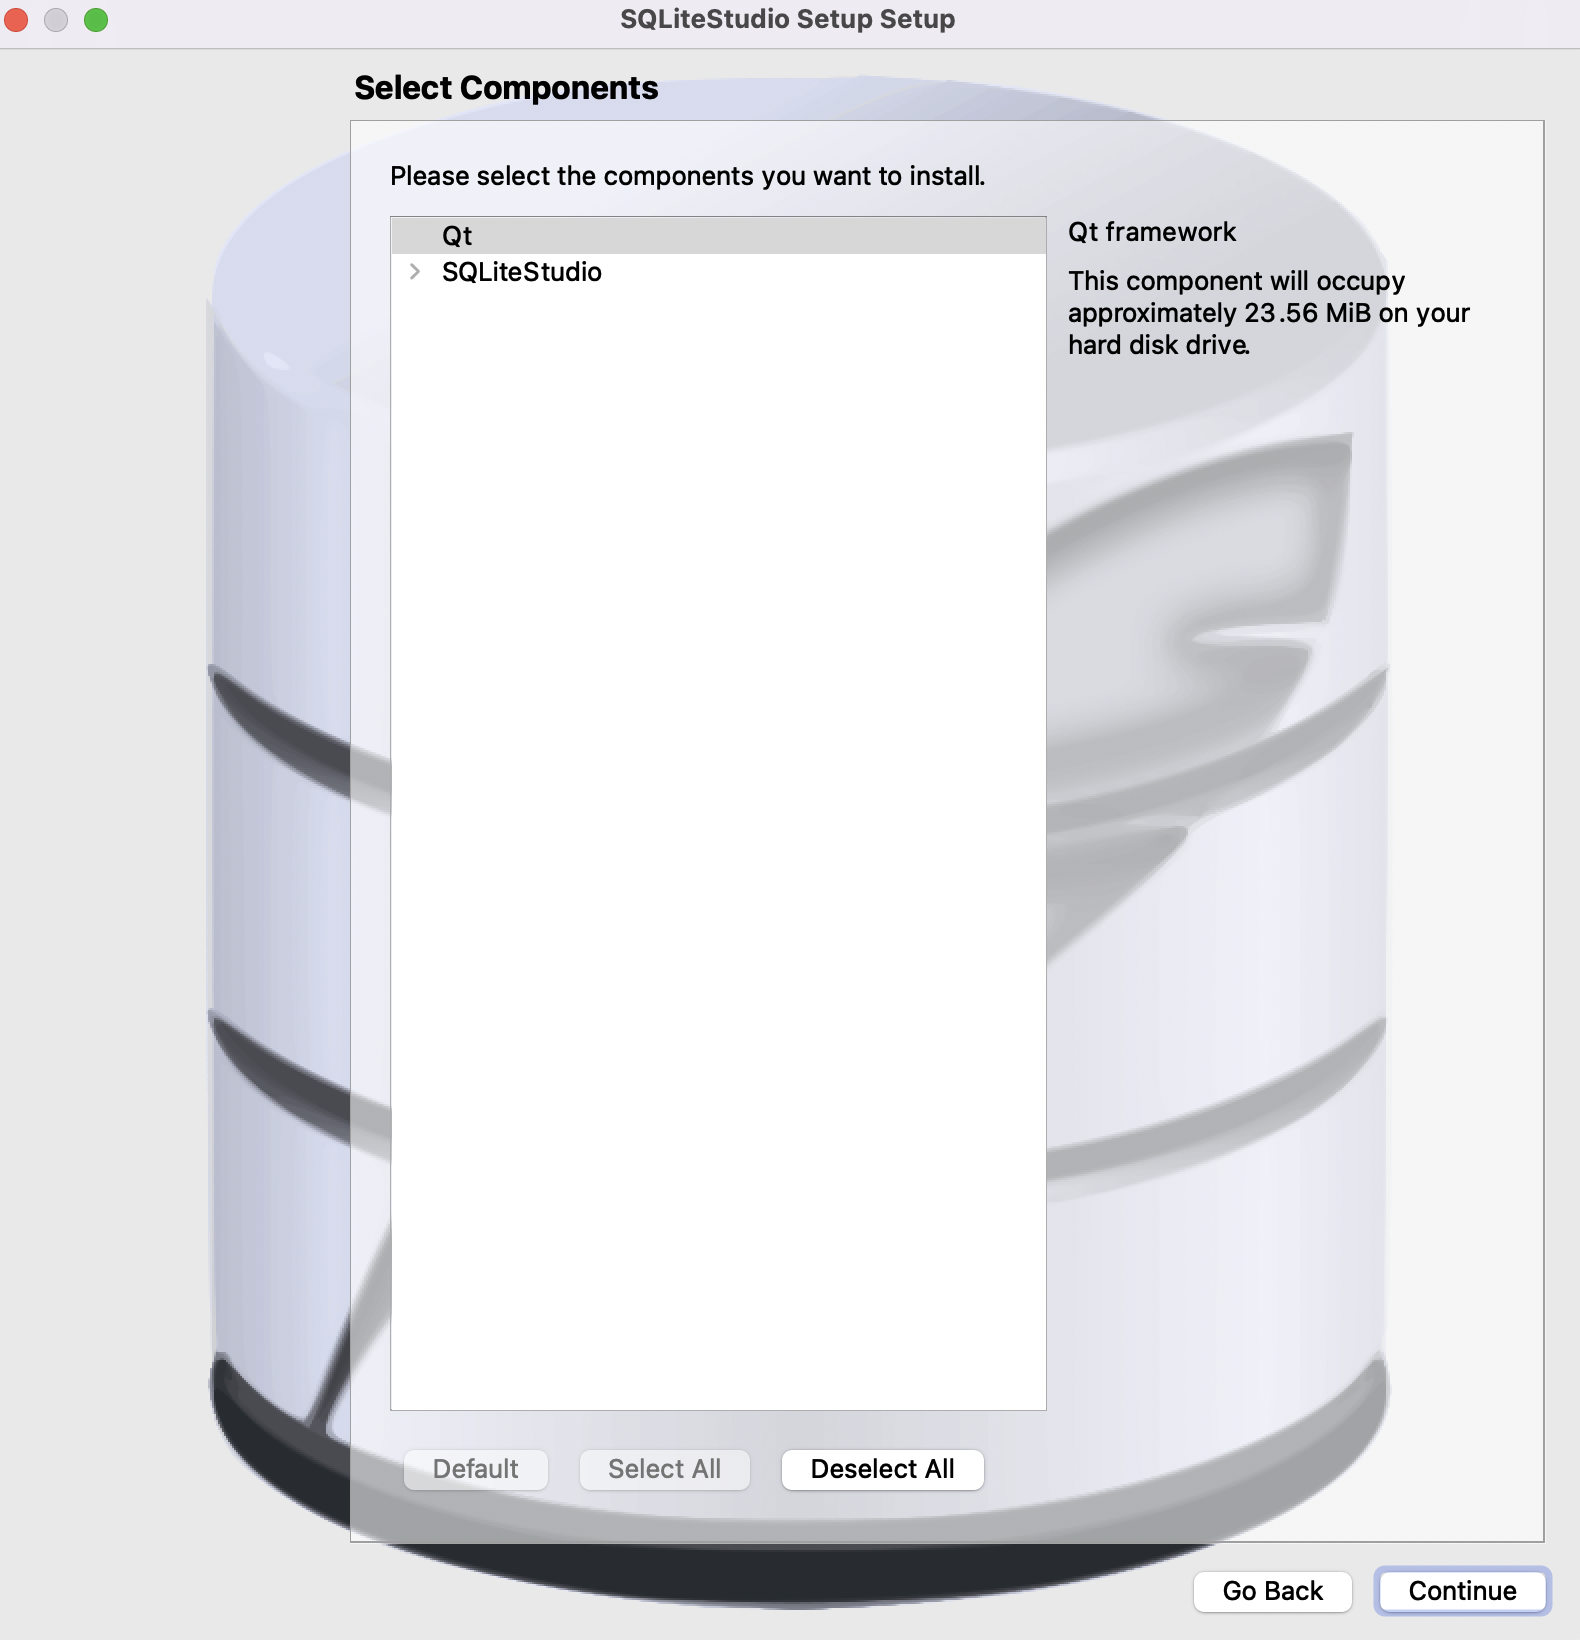 SQLiteStudio Setup Setup
Select Components
Please select the components you want to install.
Qt
SQLiteStudio
Qt framework
This component will occupy
approximately 23.56 MiB on your
hard disk drive.
Default
Select All
Deselect All
Go Back
Continue